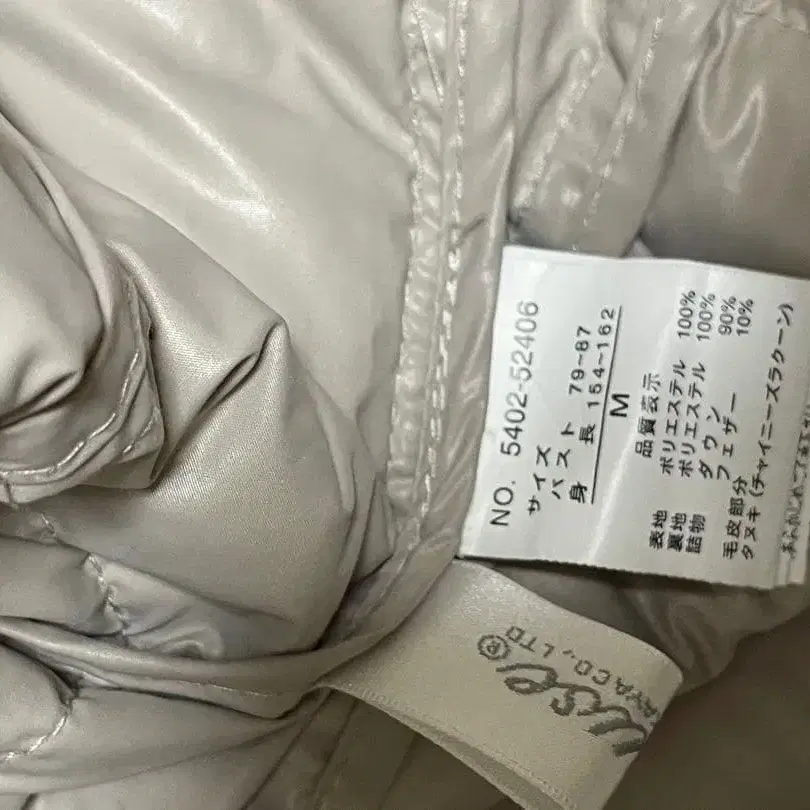 NO. 5402-52406
サイズ
バスト 79~87
身長 154~162
M
品質表示
表地 ポリエステル 100%
裏地 ポリエステル 100%
詰物 ダウン 90%
フェザー 10%
毛皮部分
タヌキ(チャイニーズラクーン)
use®
AYACO.,LTD